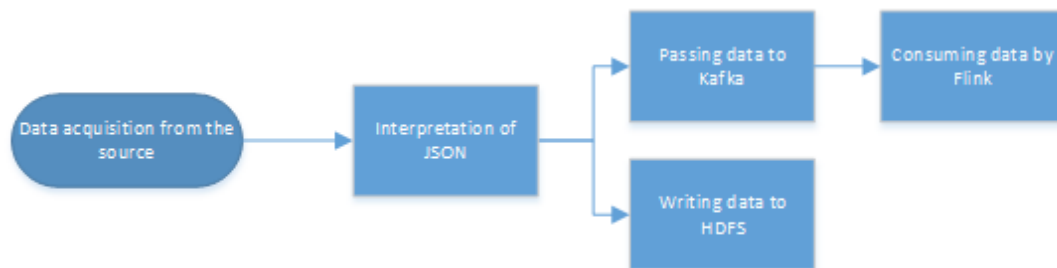 Data acquisition from the
source
Interpretation of
JSON
Passing data to
Kafka
Consuming data by
Flink
Writing data to
HDFS